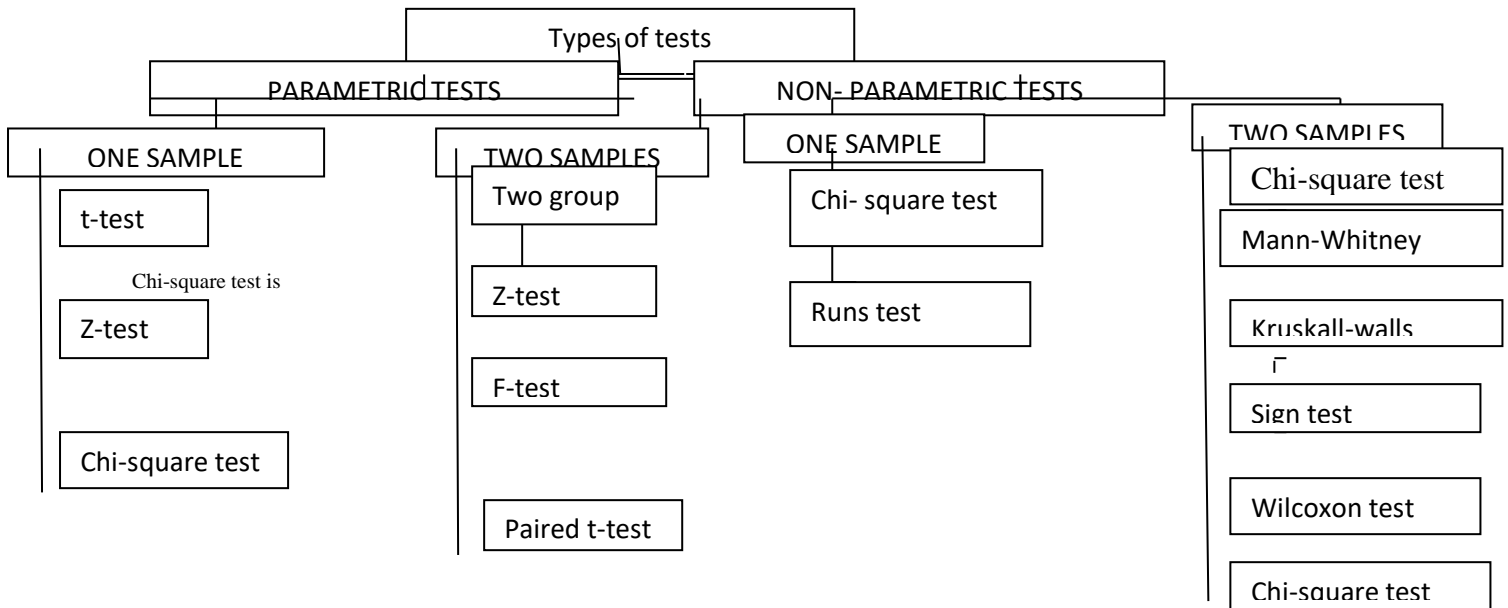 Types of tests
PARAMETRIC TESTS
NON- PARAMETRIC TESTS
ONE SAMPLE
t-test
Chi-square test is
Z-test
Chi-square test
TWO SAMPLES
Two group
Z-test
F-test
Paired t-test
ONE SAMPLE
Chi- square test
Runs test
TWO SAMPLES
Chi-square test
Mann-Whitney
Kruskall-walls
Sign test
Wilcoxon test
Chi-square test